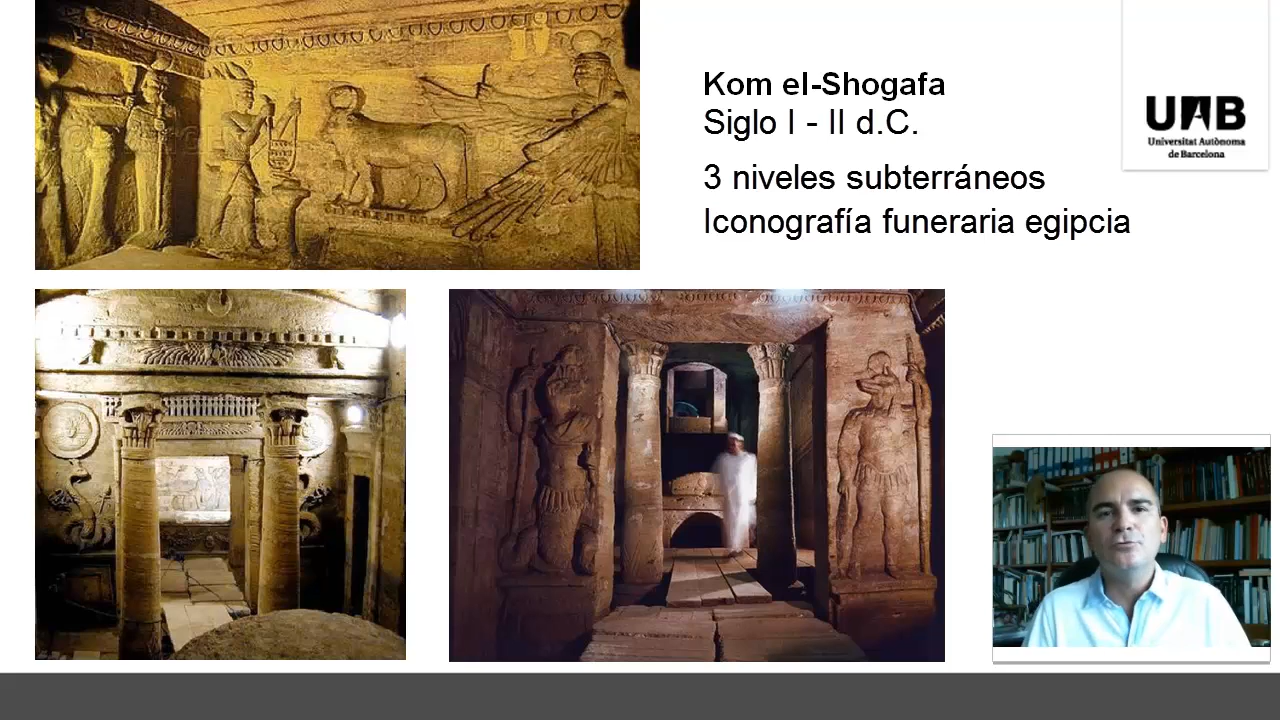 Kom el-Shogafa
Siglo I - II d.C.
3 niveles subterráneos
Iconografía funeraria egipcia
UAB
Universitat Autònoma
de Barcelona